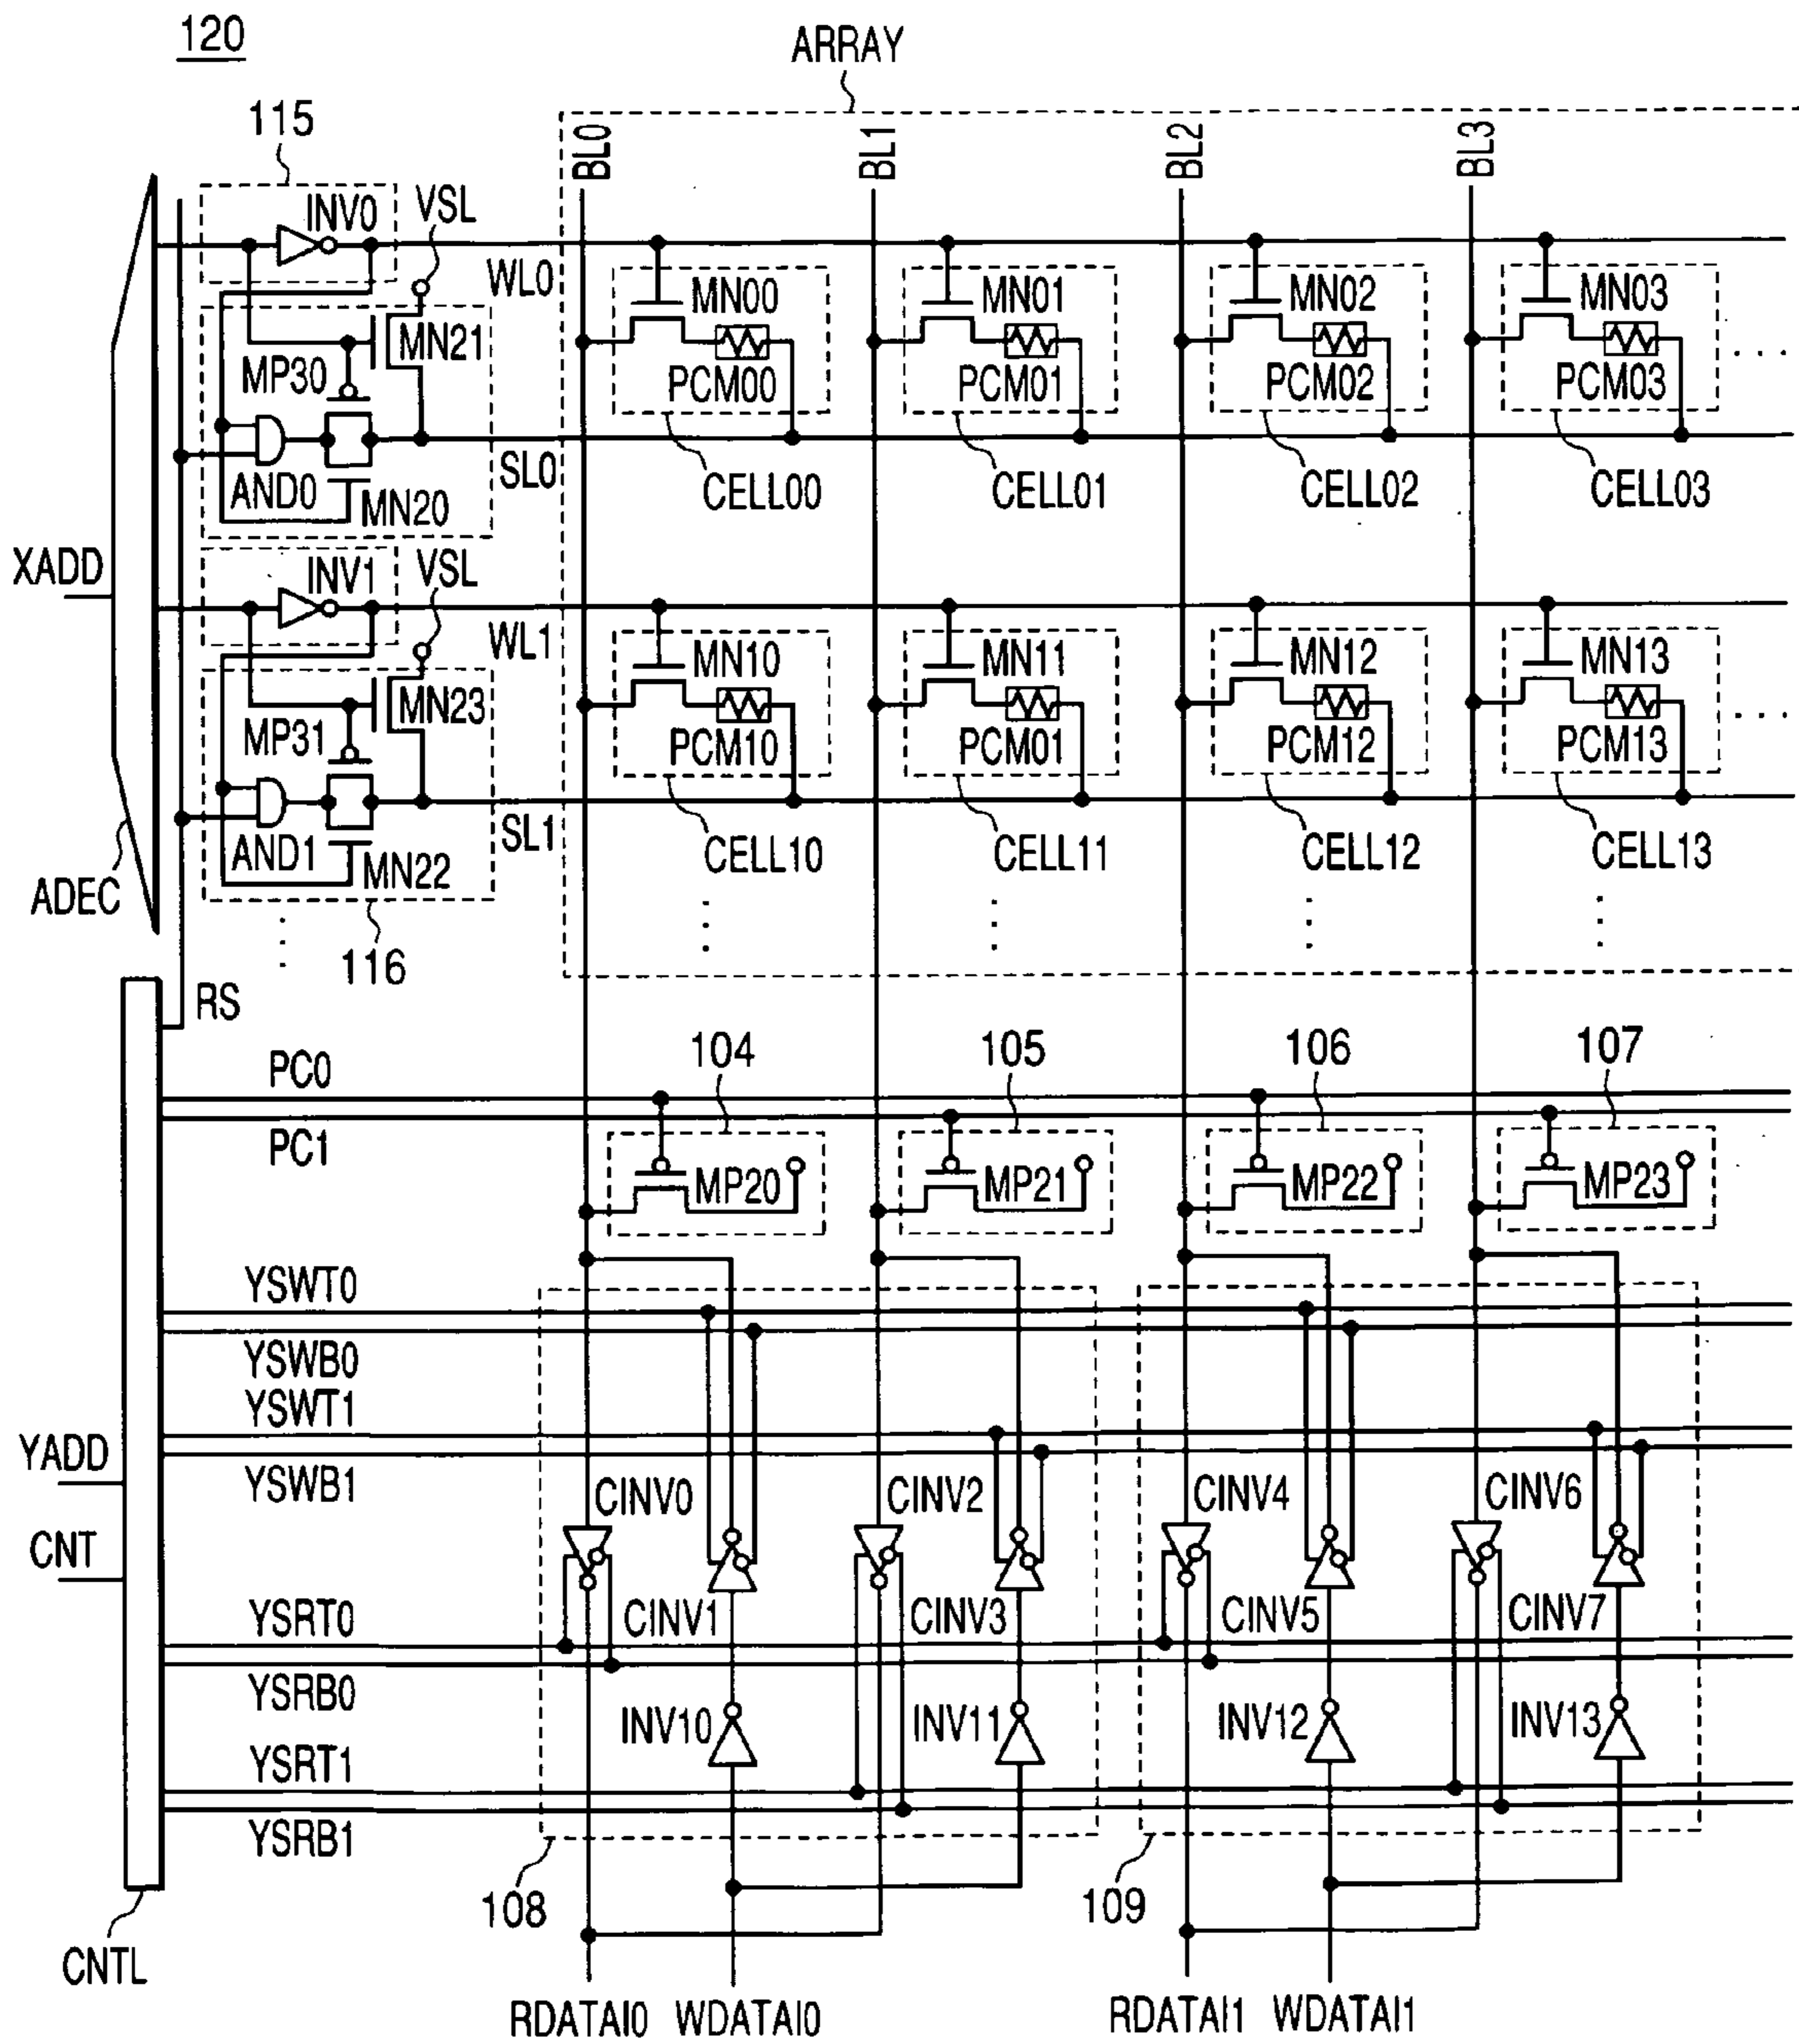 120
ARRAY
115
BL0
BL1
BL2
BL3
INV0
VSL
WL0
MN00
MN01
MN02
MN03
MN21
MP30
PCM00
PCM01
PCM02
PCM03
....
AND0
SL0
CELL00
CELL01
CELL02
CELL03
MN20
XADD
INV1
VSL
WL1
MN10
MN11
MN12
MN13
MN23
MP31
PCM10
PCM01
PCM12
PCM13
....
AND1
SL1
CELL10
CELL11
CELL12
CELL13
MN22
ADEC
116
RS
104
105
106
107
PC0
PC1
MP20
MP21
MP22
MP23
YSWT0
YSWB0
YSWT1
YADD
YSWB1
CINV0
CINV2
CINV4
CINV6
CNT
YSRT0
CINV1
CINV3
CINV5
CINV7
YSRB0
INV10
INV11
INV12
INV13
YSRT1
YSRB1
108
109
CNTL
RDATAI0
WDATAI0
RDATAI1
WDATAI1